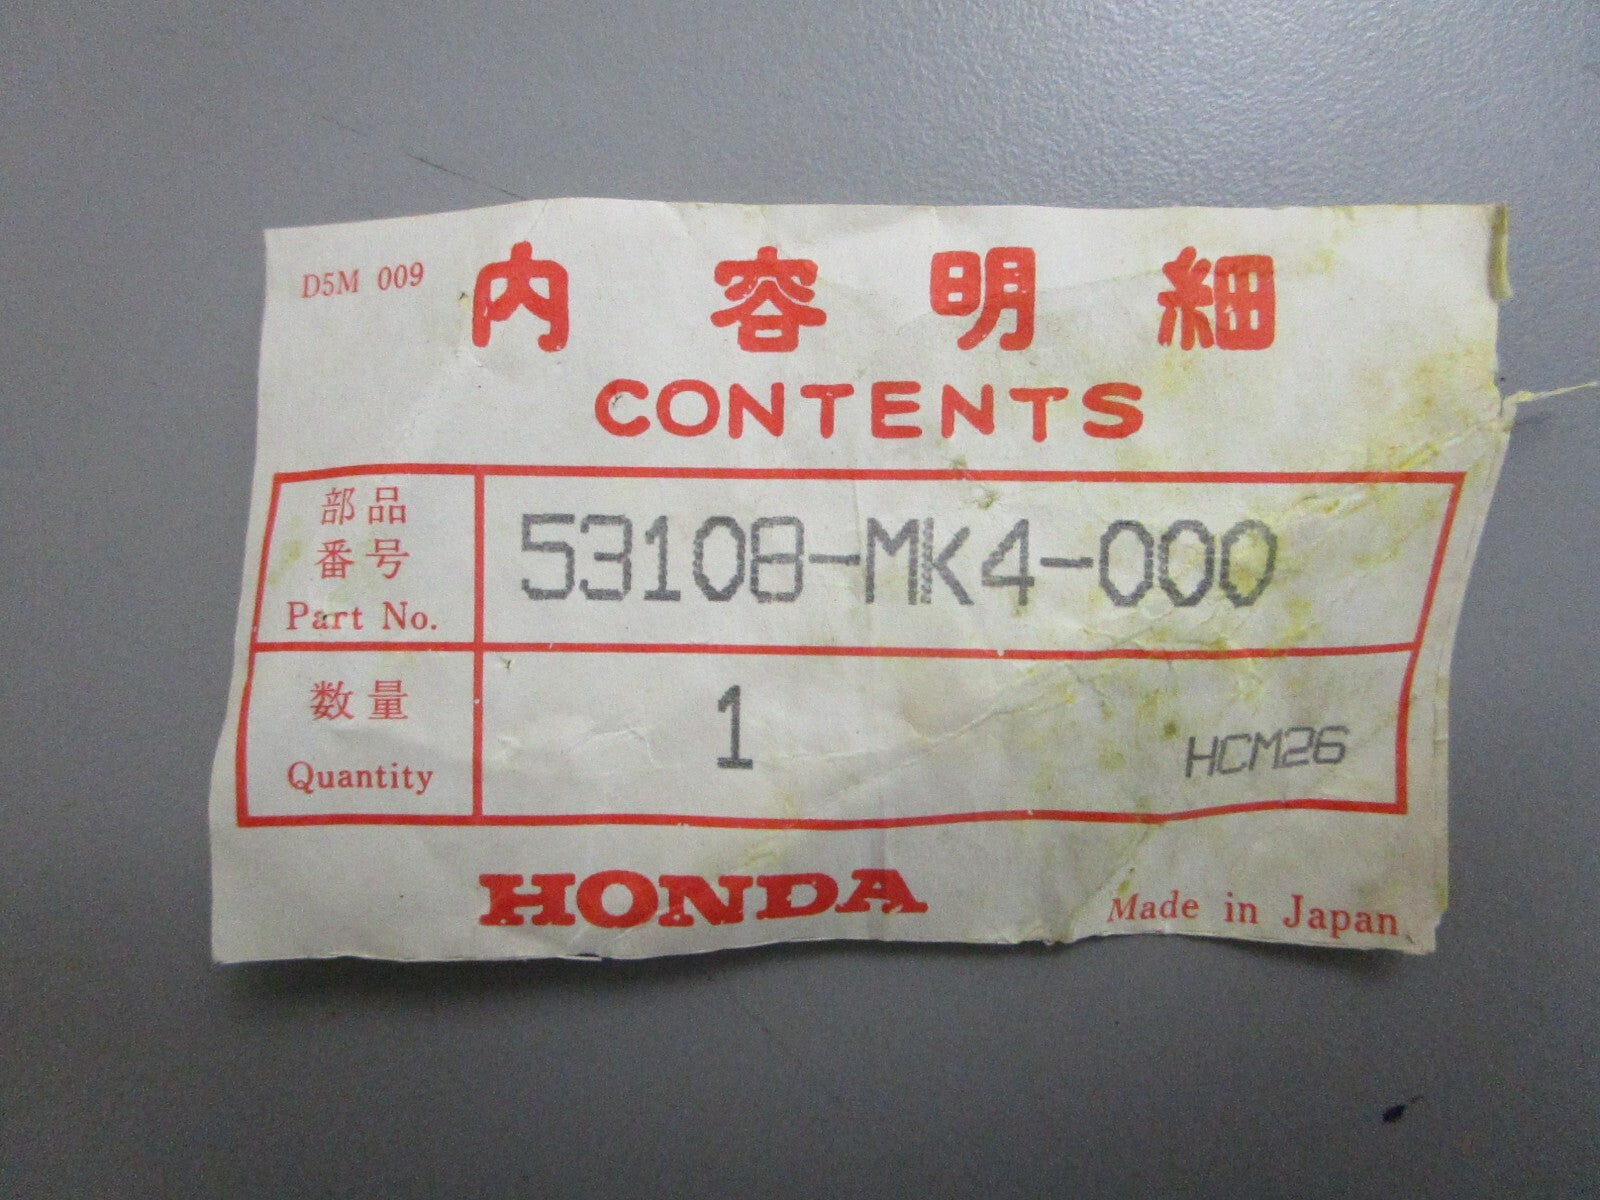 D5M 009
内容明細
CONTENTS
部品
番号
Part No.
53108-MK4-000
数量
Quantity
1
HCM26
HONDA
Made in Japan